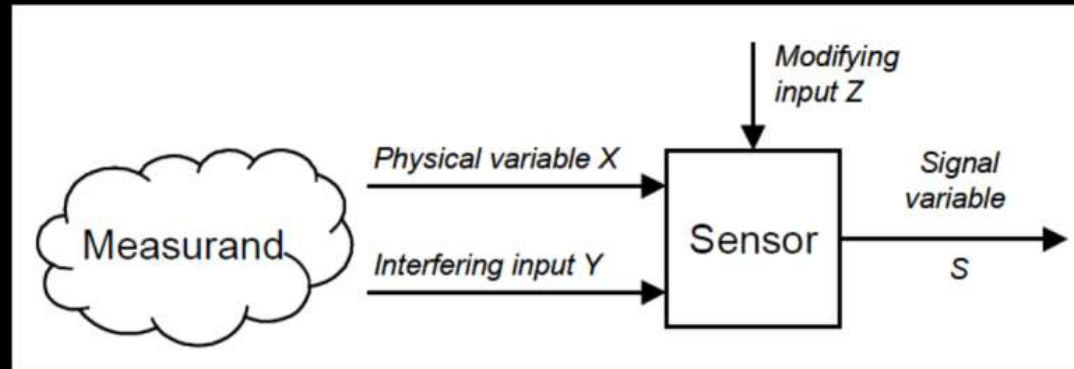 Modifying
input Z
Physical variable X
Signal
variable
Measurand
Sensor
Interfering input Y
S